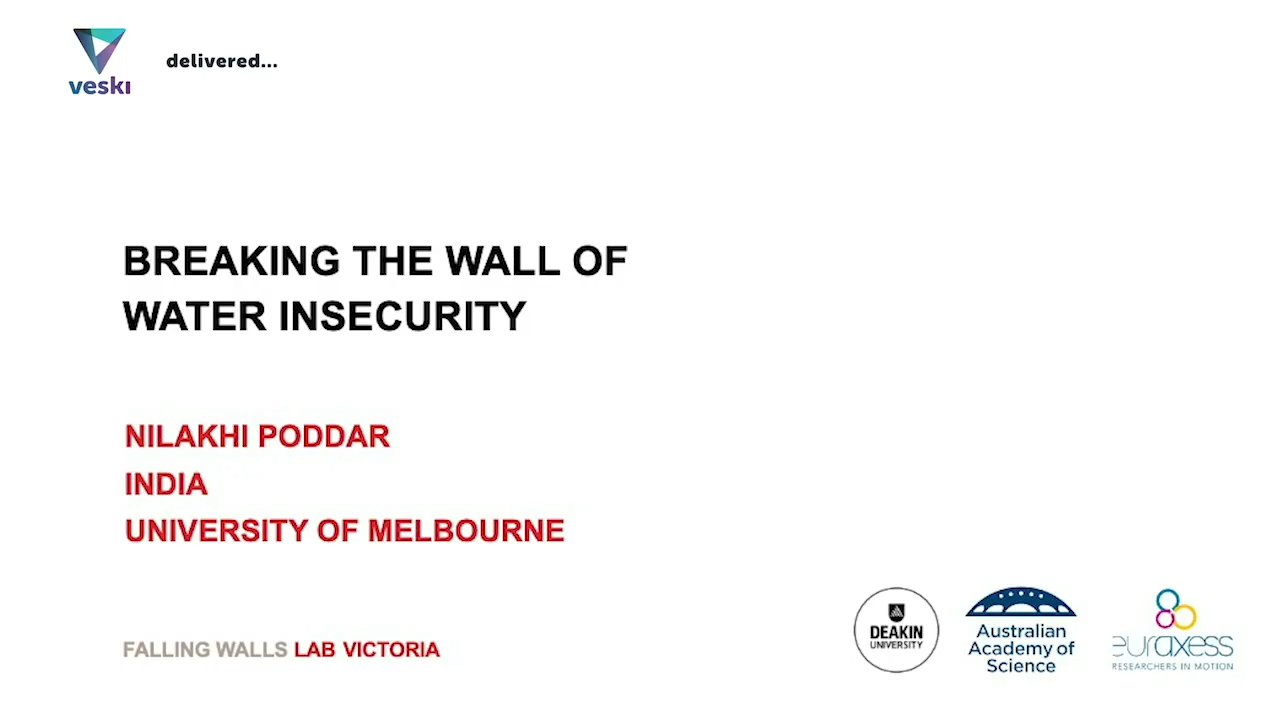 veski
delivered...
BREAKING THE WALL OF
WATER INSECURITY
NILAKHI PODDAR
INDIA
UNIVERSITY OF MELBOURNE
FALLING WALLS LAB VICTORIA
DEAKIN
UNIVERSITY
Australian
Academy of
Science
euraxess
RESEARCHERS IN MOTION